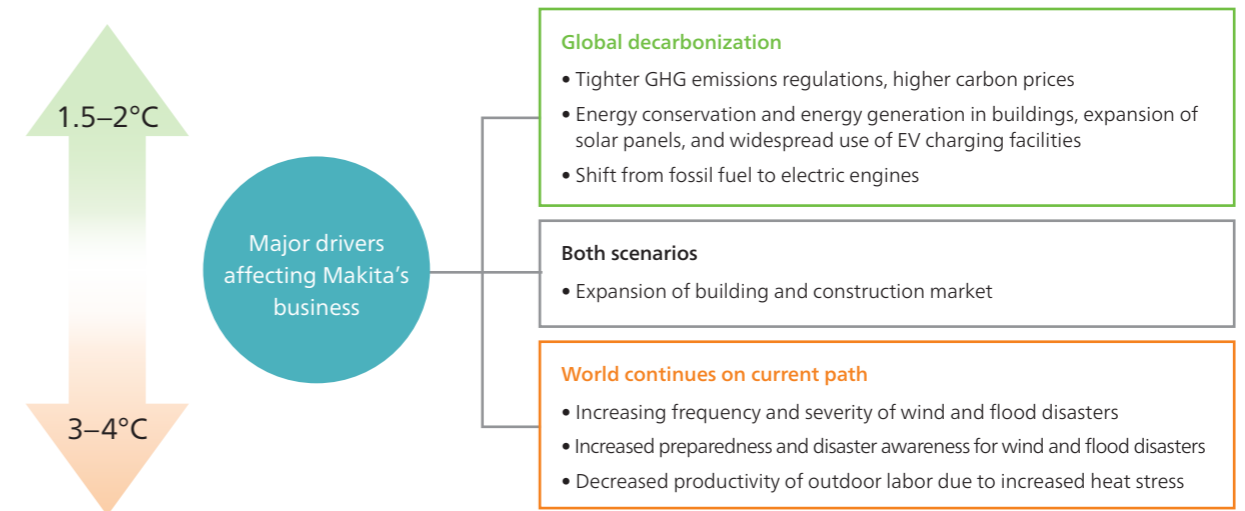 1.5–2°C
3–4°C
Major drivers
affecting Makita’s
business
Global decarbonization
• Tighter GHG emissions regulations, higher carbon prices
• Energy conservation and energy generation in buildings, expansion of
solar panels, and widespread use of EV charging facilities
• Shift from fossil fuel to electric engines
Both scenarios
• Expansion of building and construction market
World continues on current path
• Increasing frequency and severity of wind and flood disasters
• Increased preparedness and disaster awareness for wind and flood disasters
• Decreased productivity of outdoor labor due to increased heat stress